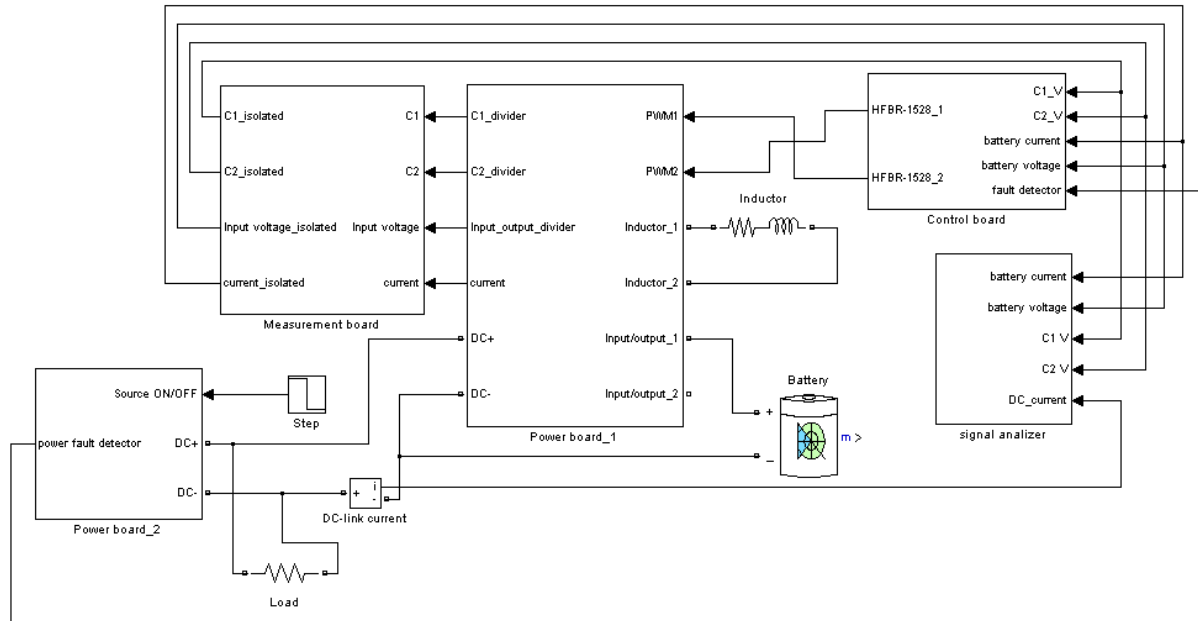 C1_isolated
C2_isolated
Input voltage_isolated
current_isolated
C1
C2
Input voltage
current
Measurement board
C1_divider
C2_divider
Input_output_divider
current
DC+
DC-
PWM1
PWM2
Inductor_1
Inductor_2
Input/output_1
Input/output_2
Power board_1
HFBR-1528_1
HFBR-1528_2
C1_V
C2_V
battery current
battery voltage
fault detector
Control board
Inductor
battery current
battery voltage
C1 V
C2 V
DC_current
signal analizer
Battery
+
_
m >
Source ON/OFF
power fault detector
DC+
DC-
Power board_2
Step
+
i
-
DC-link current
Load